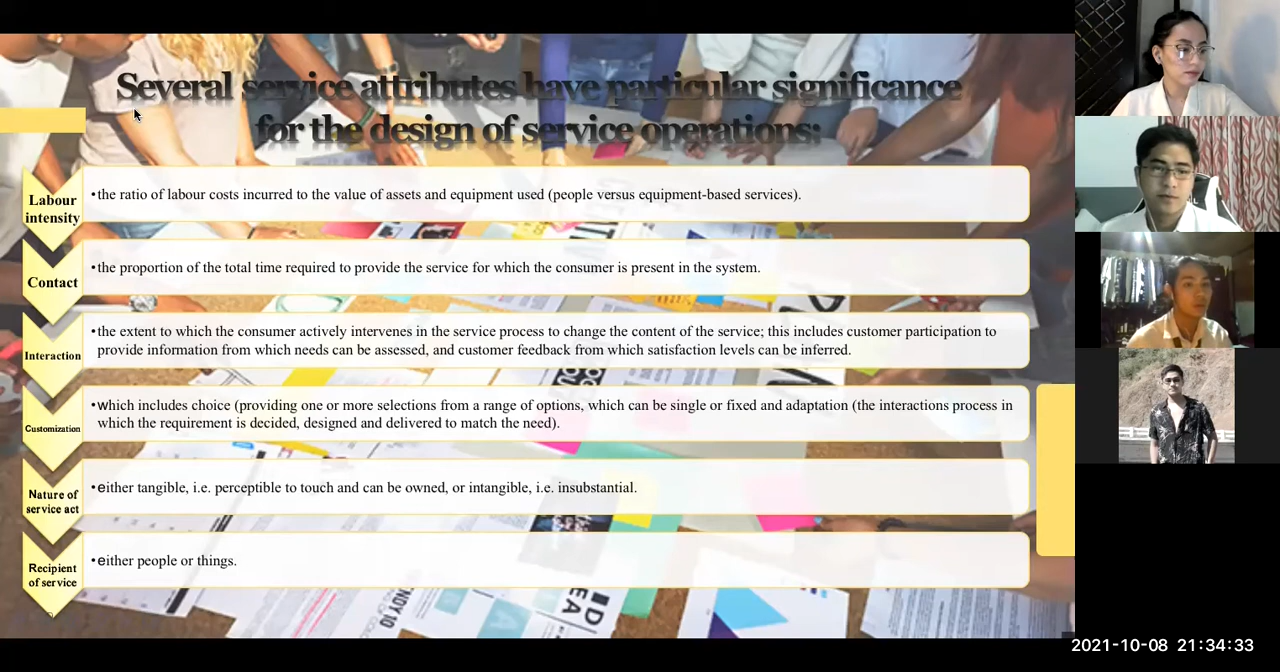 Several service attributes have particular significance
for the design of service operations:
Labour
intensity
•the ratio of labour costs incurred to the value of assets and equipment used (people versus equipment-based services).
Contact
•the proportion of the total time required to provide the service for which the consumer is present in the system.
Interaction
•the extent to which the consumer actively intervenes in the service process to change the content of the service; this includes customer participation to
provide information from which needs can be assessed, and customer feedback from which satisfaction levels can be inferred.
Customization
•which includes choice (providing one or more selections from a range of options, which can be single or fixed and adaptation (the interactions process in
which the requirement is decided, designed and delivered to match the need).
Nature of
service act
•either tangible, i.e. perceptible to touch and can be owned, or intangible, i.e. insubstantial.
Recipient
of service
•either people or things.
2021-10-08 21:34:33